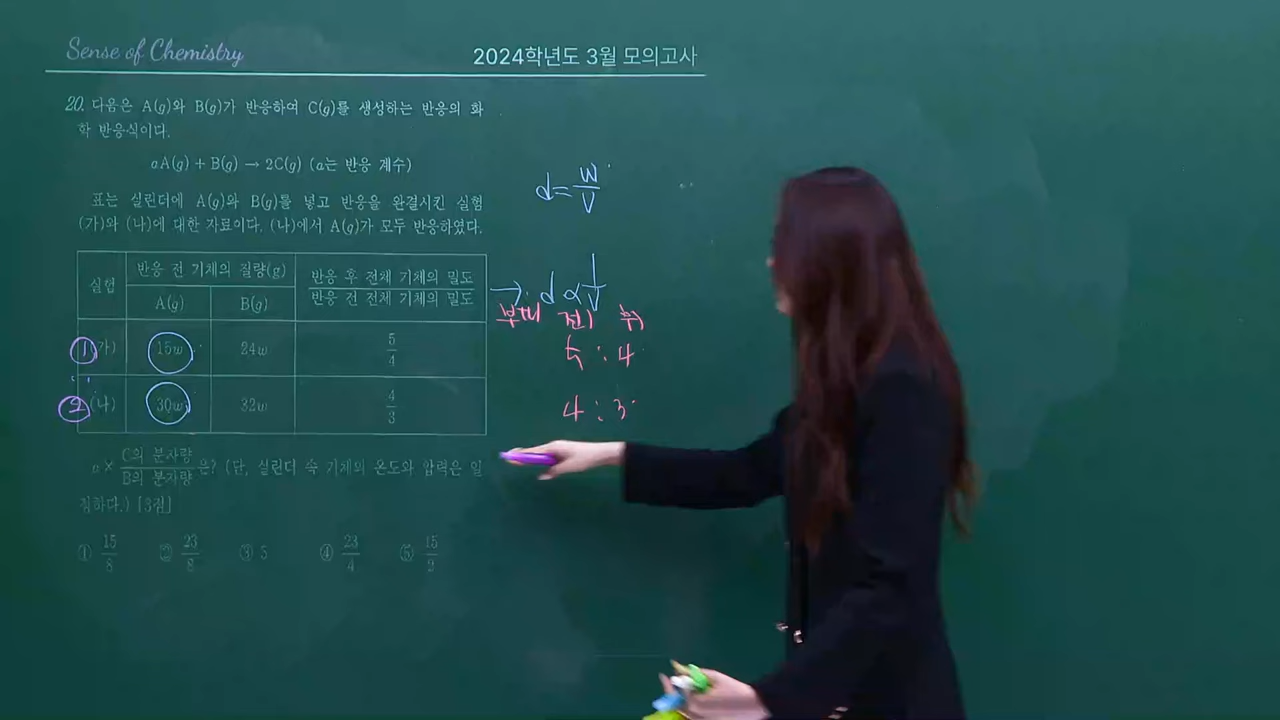 Sense of Chemistry
2024학년도 3월 모의고사
20. 다음은 A(g)와 B(g)가 반응하여 C(g)를 생성하는 반응의 화
학 반응식이다.
aA(g) + B(g) → 2C(g) (a는 반응 계수)
표는 실린더에 A(g)와 B(g)를 넣고 반응을 완결시킨 실험
(가)와 (나)에 대한 자료이다. (나)에서 A(g)가 모두 반응하였다.
실험 반응 전 기체의 질량(g) 반응 후 전체 기체의 밀도 / 반응 전 전체 기체의 밀도
A(g) B(g)
가) 15w 24w 5/4
(나) 30w 32w 4/3
a × C의 분자량/B의 분자량 은? (단, 실린더 속 기체의 온도와 압력은 일
정하다.) [3점]
① 15/8 ② 23/8 ③ 5 ④ 23/4 ⑤ 15/2
d = W/V
→ d ∝ 1/V
부피 전 후
5 : 4
4 : 3
1
2